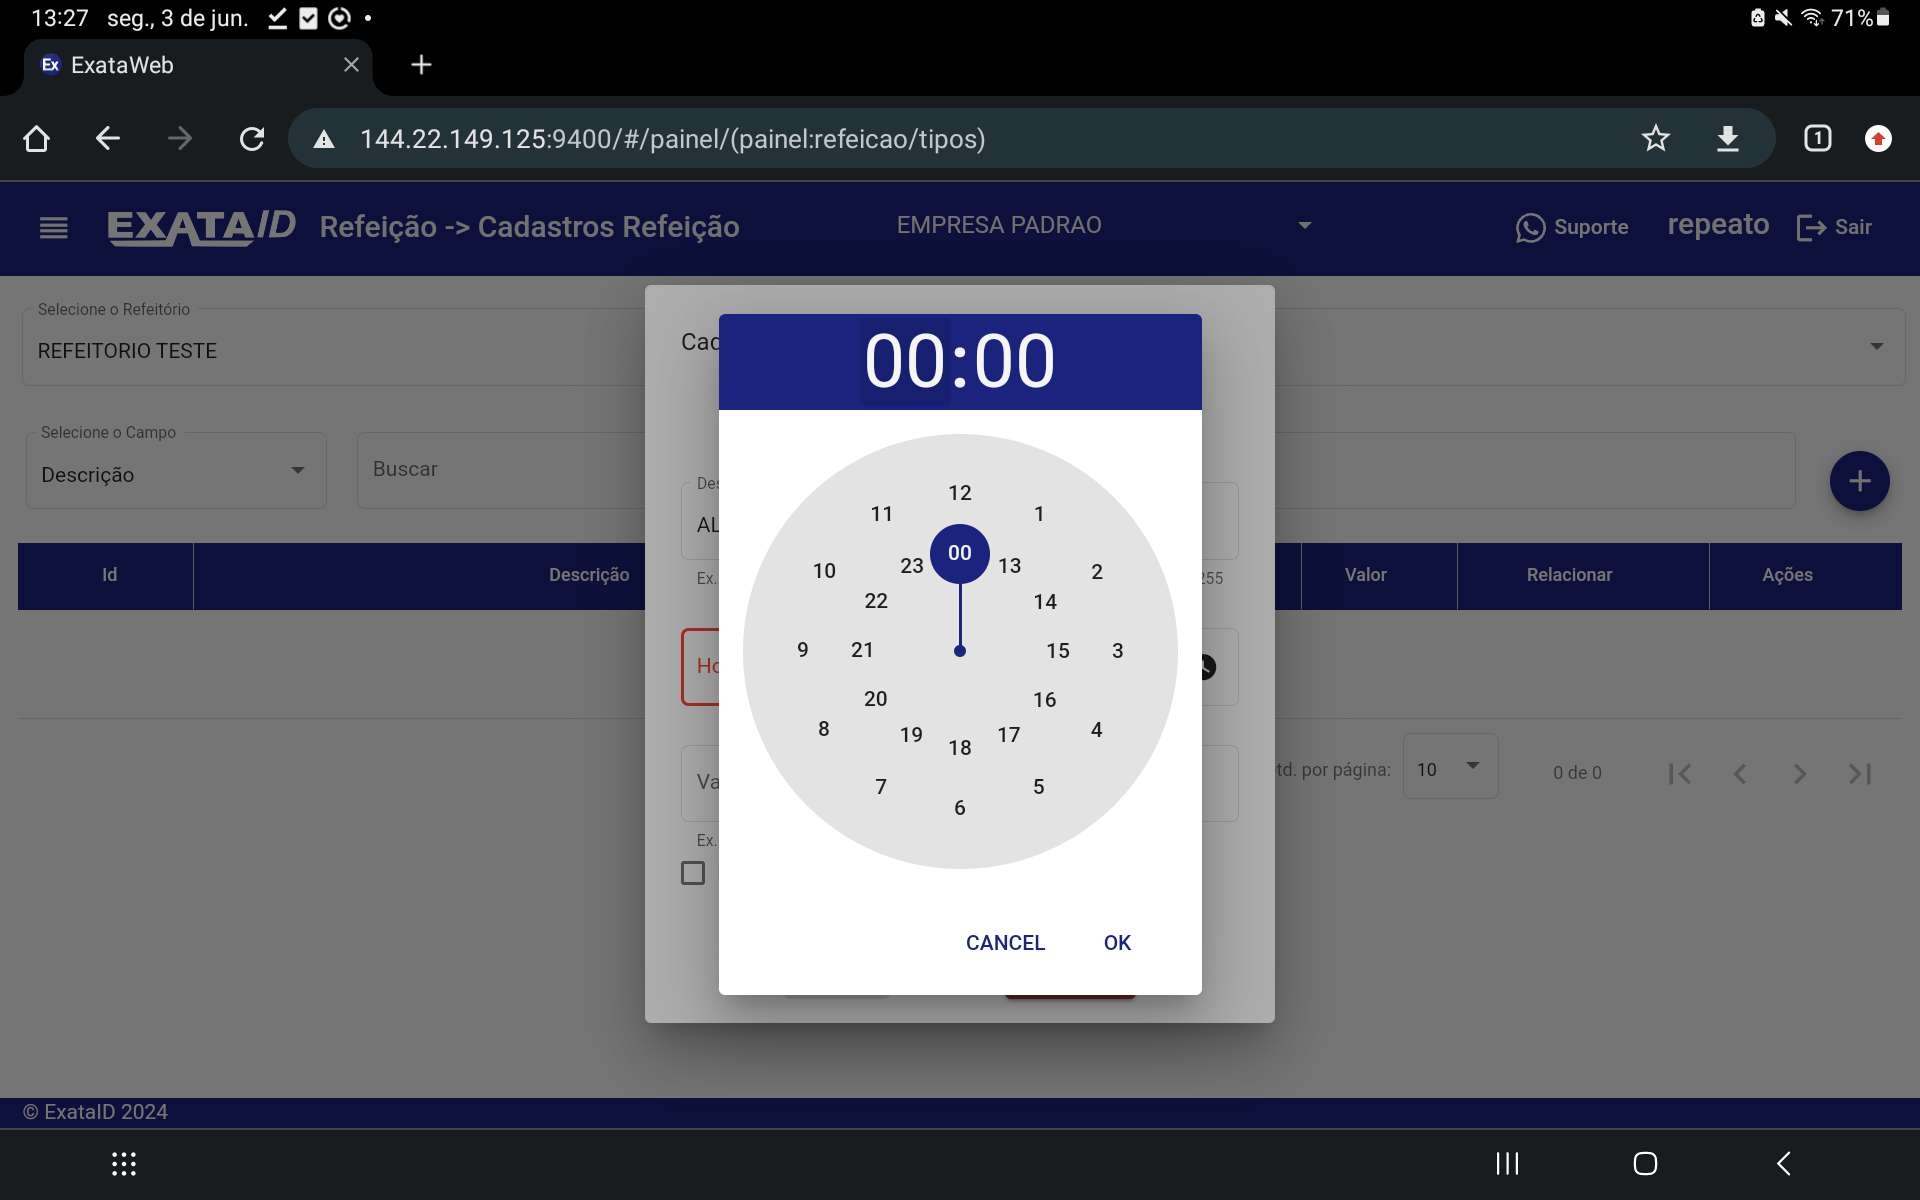 13:27 seg., 3 de jun. 71%
Ex ExataWeb
144.22.149.125:9400/#/painel/(painel:refeicao/tipos) 1
EXATAID Refeição -> Cadastros Refeição EMPRESA PADRAO Suporte repeato Sair
Selecione o Refeitório
REFEITORIO TESTE
Cad
00:00
Selecione o Campo
Descrição
Buscar
Des
AL
Ex. 255
Id Descrição Valor Relacionar Ações
Ho
Va
Ex.
12
11 1
10 23 00 13 2
22 14
9 21 15 3
20 16
8 19 18 17 4
7 5
6
CANCEL OK
td. por página: 10 0 de 0
© ExataID 2024